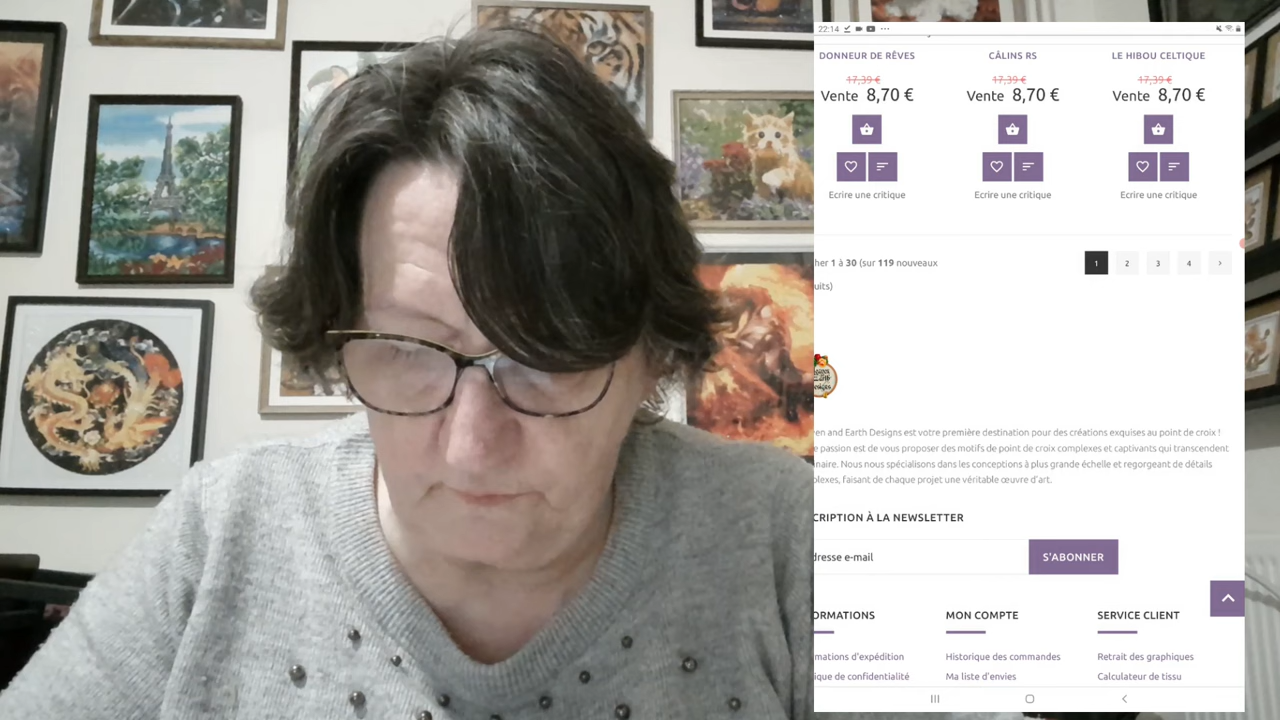 22:14
DONNEUR DE RÊVES
CÂLINS RS
LE HIBOU CELTIQUE
17,39 €
17,39 €
17,39 €
Vente 8,70 €
Vente 8,70 €
Vente 8,70 €
Ecrire une critique
Ecrire une critique
Ecrire une critique
her 1 à 30 (sur 119 nouveaux
uits)
1 2 3 4 >
en and Earth Designs est votre première destination pour des créations exquises au point de croix !
e passion est de vous proposer des motifs de point de croix complexes et captivants qui transcendent
inaire. Nous nous spécialisons dans les conceptions à plus grande échelle et regorgeant de détails
plexes, faisant de chaque projet une véritable œuvre d'art.
CRIPTION À LA NEWSLETTER
dresse e-mail
S'ABONNER
ORMATIONS
MON COMPTE
SERVICE CLIENT
rmations d'expédition
Historique des commandes
Retrait des graphiques
ique de confidentialité
Ma liste d'envies
Calculateur de tissu